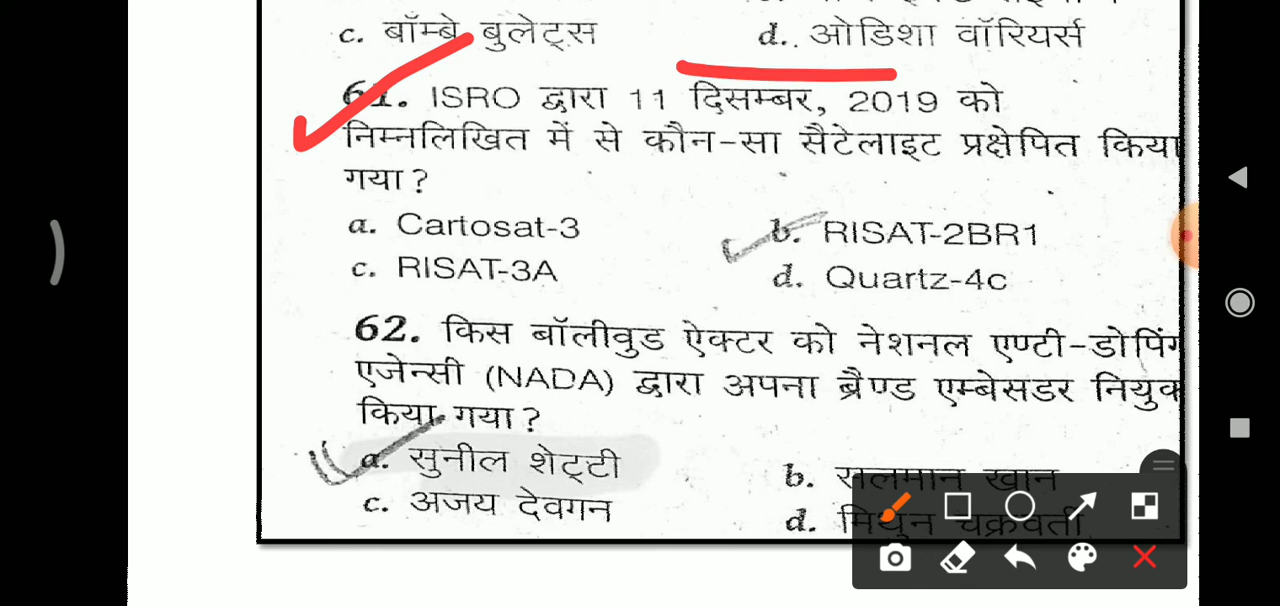 c. बॉम्बे बुलेट्स d. ओडिशा वॉरियर्स
61. ISRO द्वारा 11 दिसम्बर, 2019 को
निम्नलिखित में से कौन-सा सैटेलाइट प्रक्षेपित किया
गया?
a. Cartosat-3 b. RISAT-2BR1
c. RISAT-3A d. Quartz-4c
62. किस बॉलीवुड ऐक्टर को नेशनल एण्टी-डोपिंग
एजेन्सी (NADA) द्वारा अपना ब्रैण्ड एम्बेसडर नियुक
किया गया?
a. सुनील शेट्टी b. सलमान खान
c. अजय देवगन d. मिथुन चक्रवर्ती